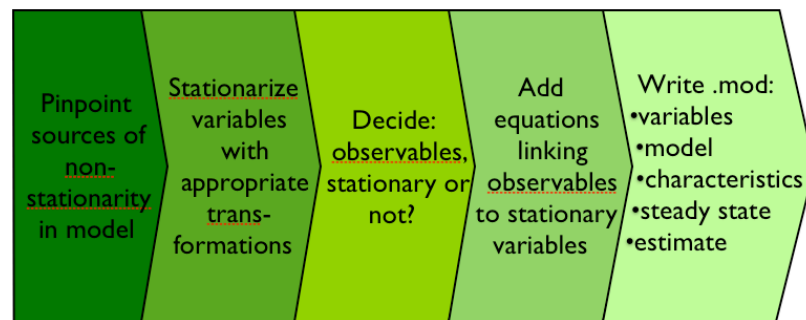 Pinpoint
sources of
non-
stationarity
in model
Stationarize
variables
with
appropriate
trans-
formations
Decide:
observables,
stationary or
not?
Add
equations
linking
observables
to stationary
variables
Write .mod:
•variables
•model
•characteristics
•steady state
•estimate